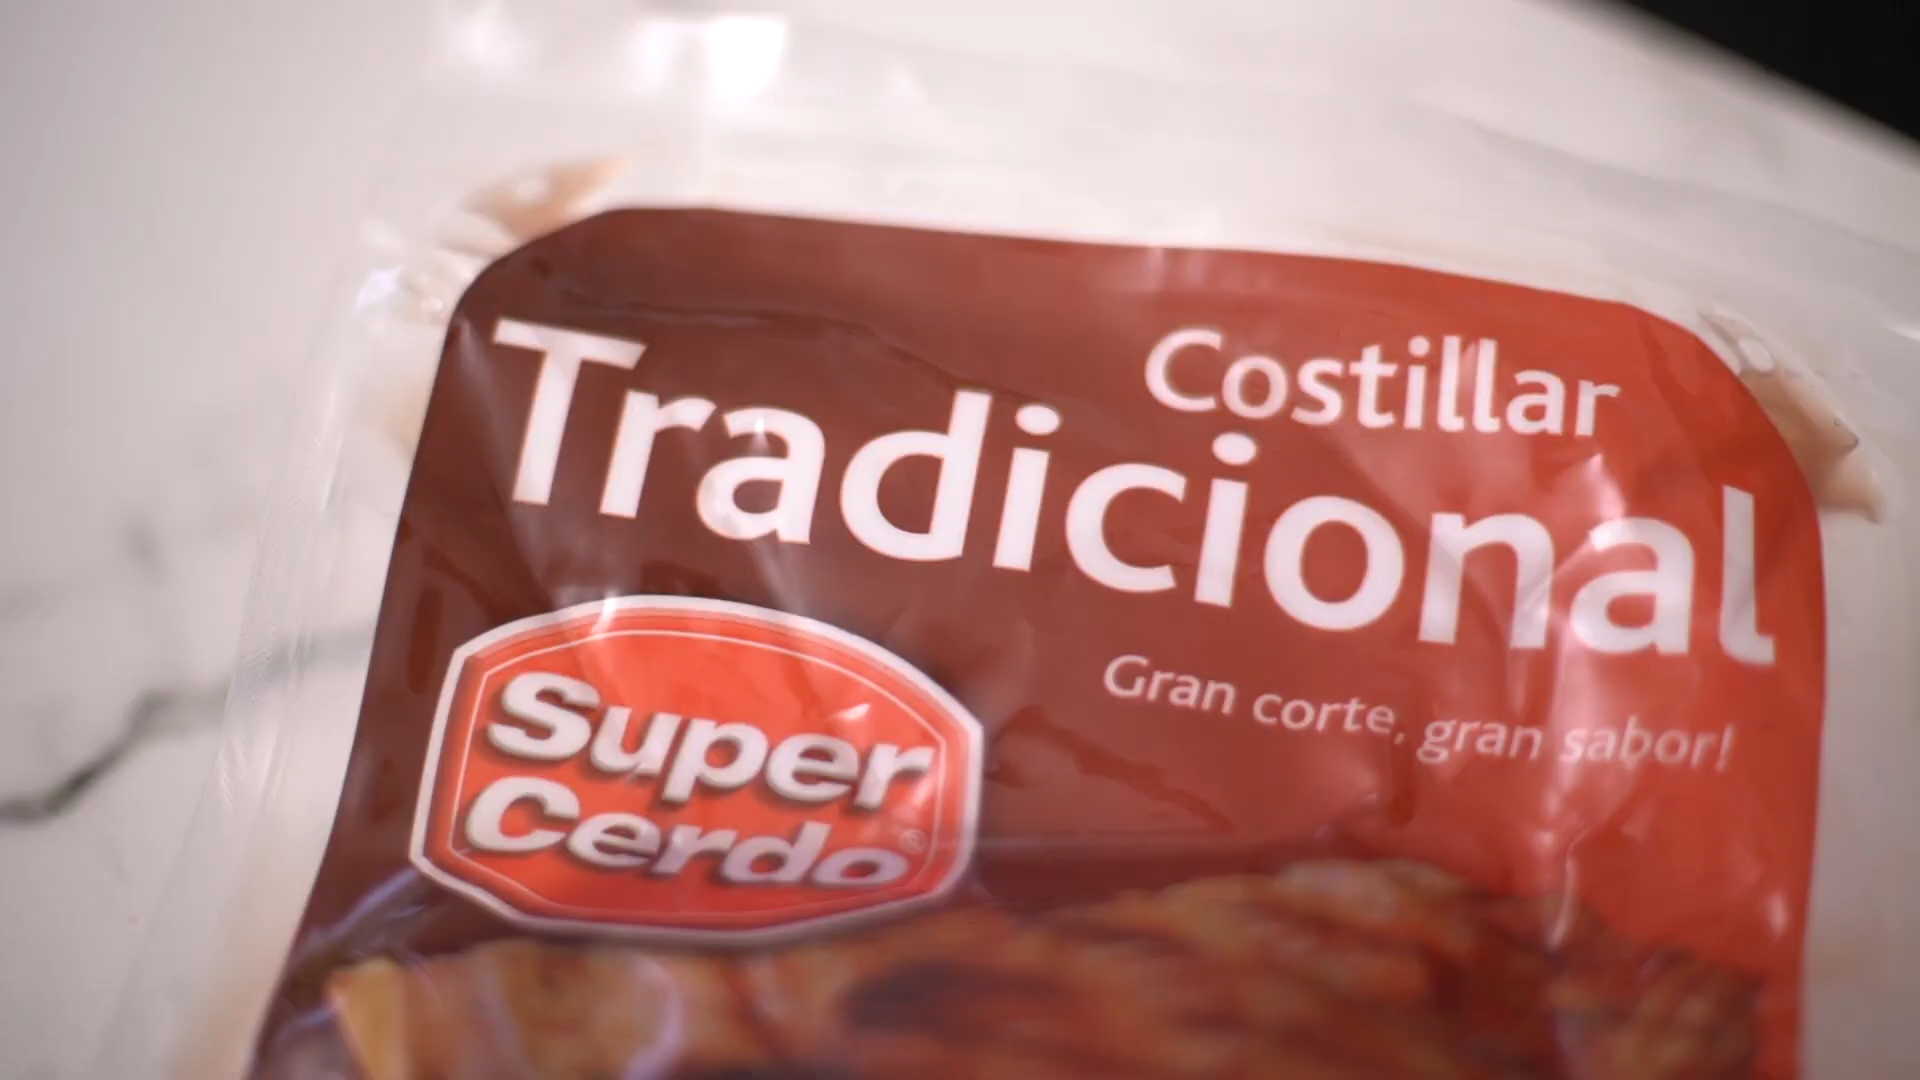 Costillar
Tradicional
Gran corte, gran sabor!
Super
Cerdo®